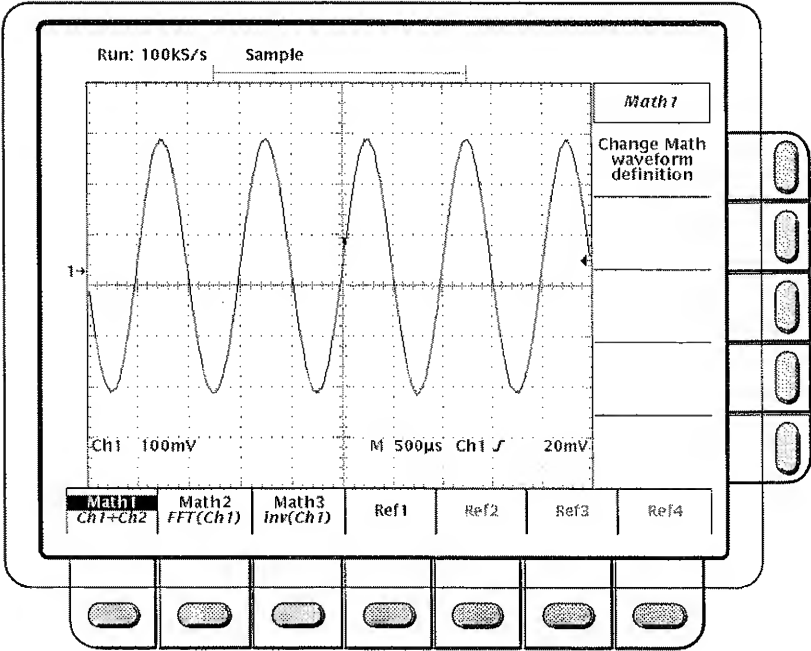 Run: 100kS/s Sample
Math1
Change Math
waveform
definition
1→
Ch1 100mV M 500µs Ch1 ƒ 20mV
Math1
Ch1+Ch2
Math2
FFT(Ch1)
Math3
Inv(Ch1)
Ref1
Ref2
Ref3
Ref4